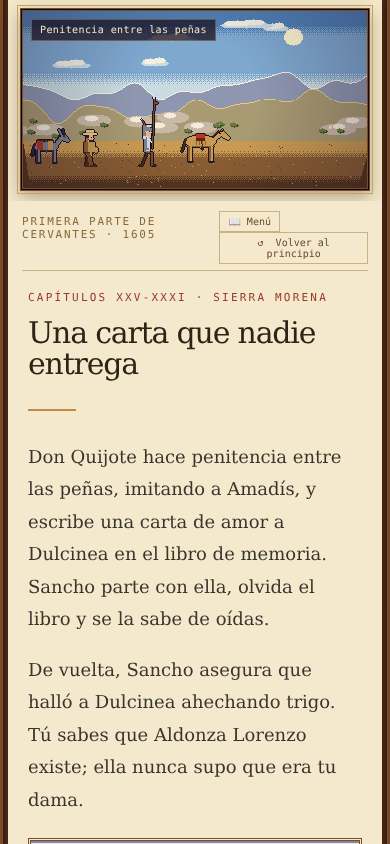 Penitencia entre las peñas
PRIMERA PARTE DE
CERVANTES · 1605
📖 Menú
↺ Volver al
principio
CAPÍTULOS XXV-XXXI · SIERRA MORENA
Una carta que nadie
entrega
Don Quijote hace penitencia entre
las peñas, imitando a Amadís, y
escribe una carta de amor a
Dulcinea en el libro de memoria.
Sancho parte con ella, olvida el
libro y se la sabe de oídas.
De vuelta, Sancho asegura que
halló a Dulcinea ahechando trigo.
Tú sabes que Aldonza Lorenzo
existe; ella nunca supo que era tu
dama.